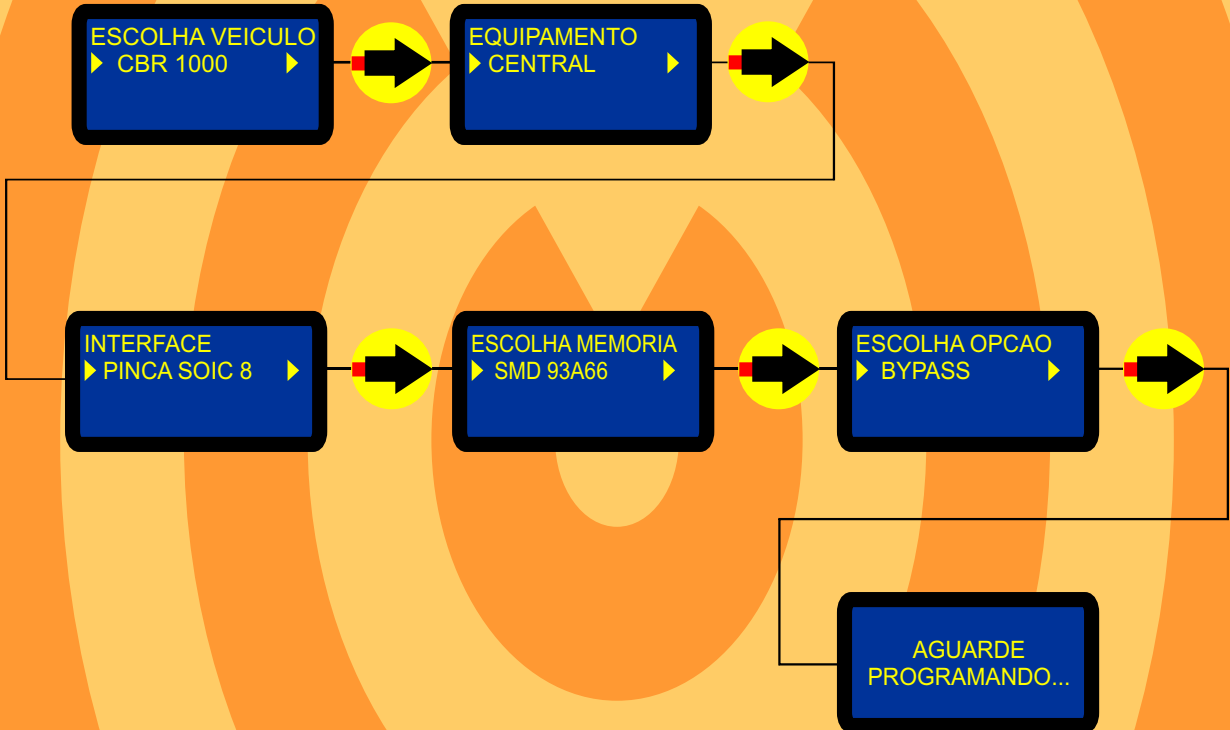 ESCOLHA VEICULO
CBR 1000
EQUIPAMENTO
CENTRAL
INTERFACE
PINCA SOIC 8
ESCOLHA MEMORIA
SMD 93A66
ESCOLHA OPCAO
BYPASS
AGUARDE
PROGRAMANDO...